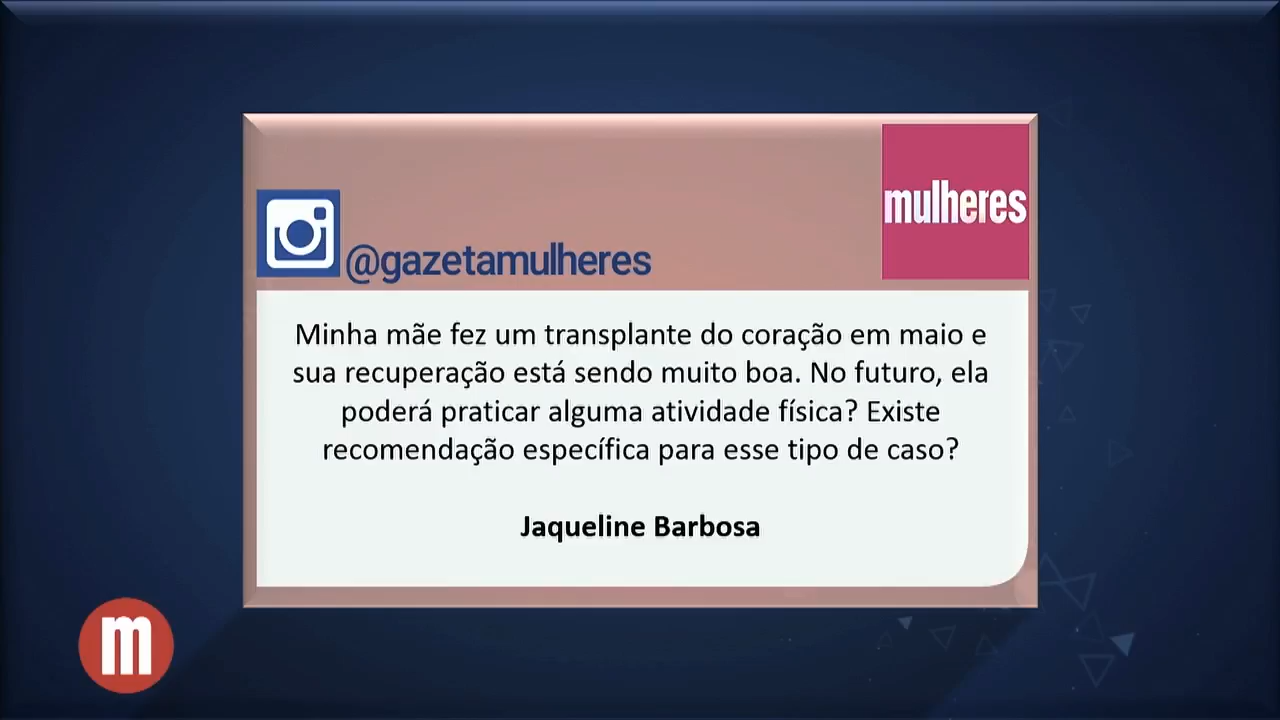 mulheres
@gazetamulheres
Minha mãe fez um transplante do coração em maio e
sua recuperação está sendo muito boa. No futuro, ela
poderá praticar alguma atividade física? Existe
recomendação específica para esse tipo de caso?
Jaqueline Barbosa
m